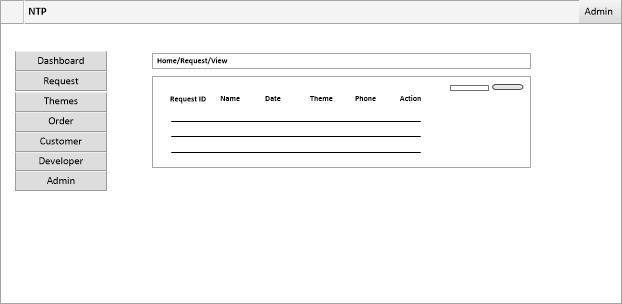 NTP Admin
Dashboard
Request
Themes
Order
Customer
Developer
Admin
Home/Request/View
Request ID Name Date Theme Phone Action